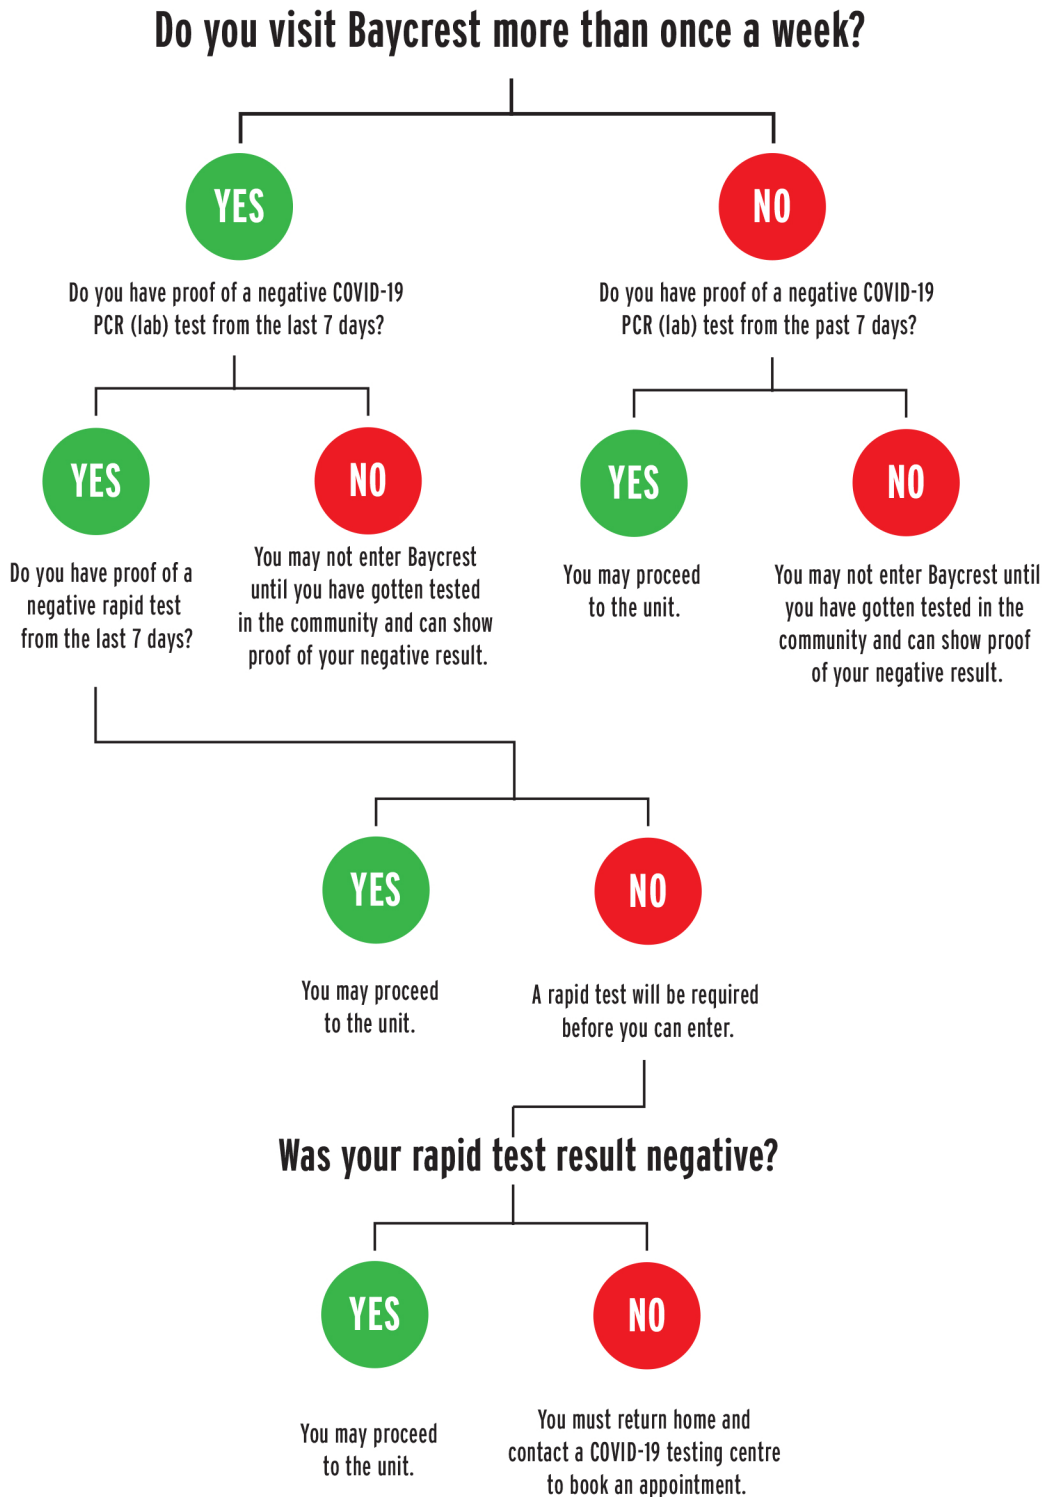 Do you visit Baycrest more than once a week?
YES
NO
Do you have proof of a negative COVID-19
PCR (lab) test from the last 7 days?
Do you have proof of a negative COVID-19
PCR (lab) test from the past 7 days?
YES
NO
YES
NO
Do you have proof of a
negative rapid test
from the last 7 days?
You may not enter Baycrest
until you have gotten tested
in the community and can show
proof of your negative result.
You may proceed
to the unit.
You may not enter Baycrest until
you have gotten tested in the
community and can show proof
of your negative result.
YES
NO
You may proceed
to the unit.
A rapid test will be required
before you can enter.
Was your rapid test result negative?
YES
NO
You may proceed
to the unit.
You must return home and
contact a COVID-19 testing centre
to book an appointment.